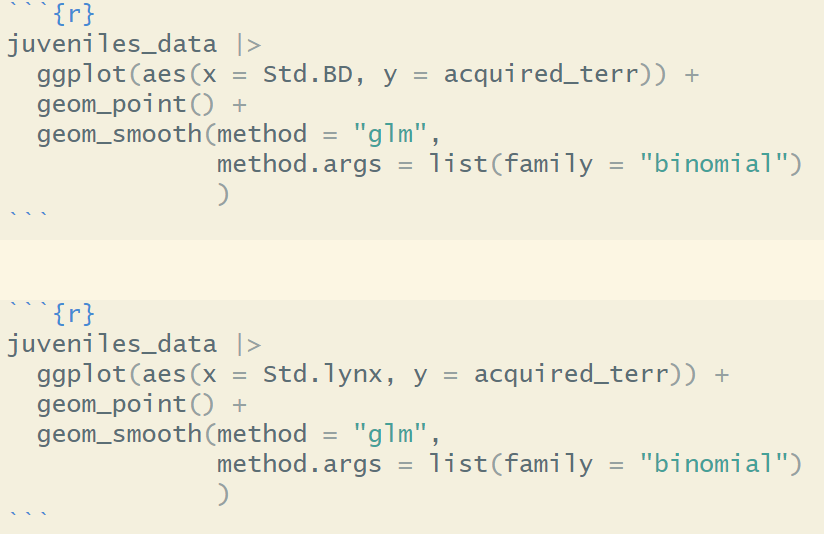 ```{r}
juveniles_data |>
  ggplot(aes(x = Std.BD, y = acquired_terr)) +
  geom_point() +
  geom_smooth(method = "glm",
              method.args = list(family = "binomial")
              )
```
```{r}
juveniles_data |>
  ggplot(aes(x = Std.lynx, y = acquired_terr)) +
  geom_point() +
  geom_smooth(method = "glm",
              method.args = list(family = "binomial")
              )
```